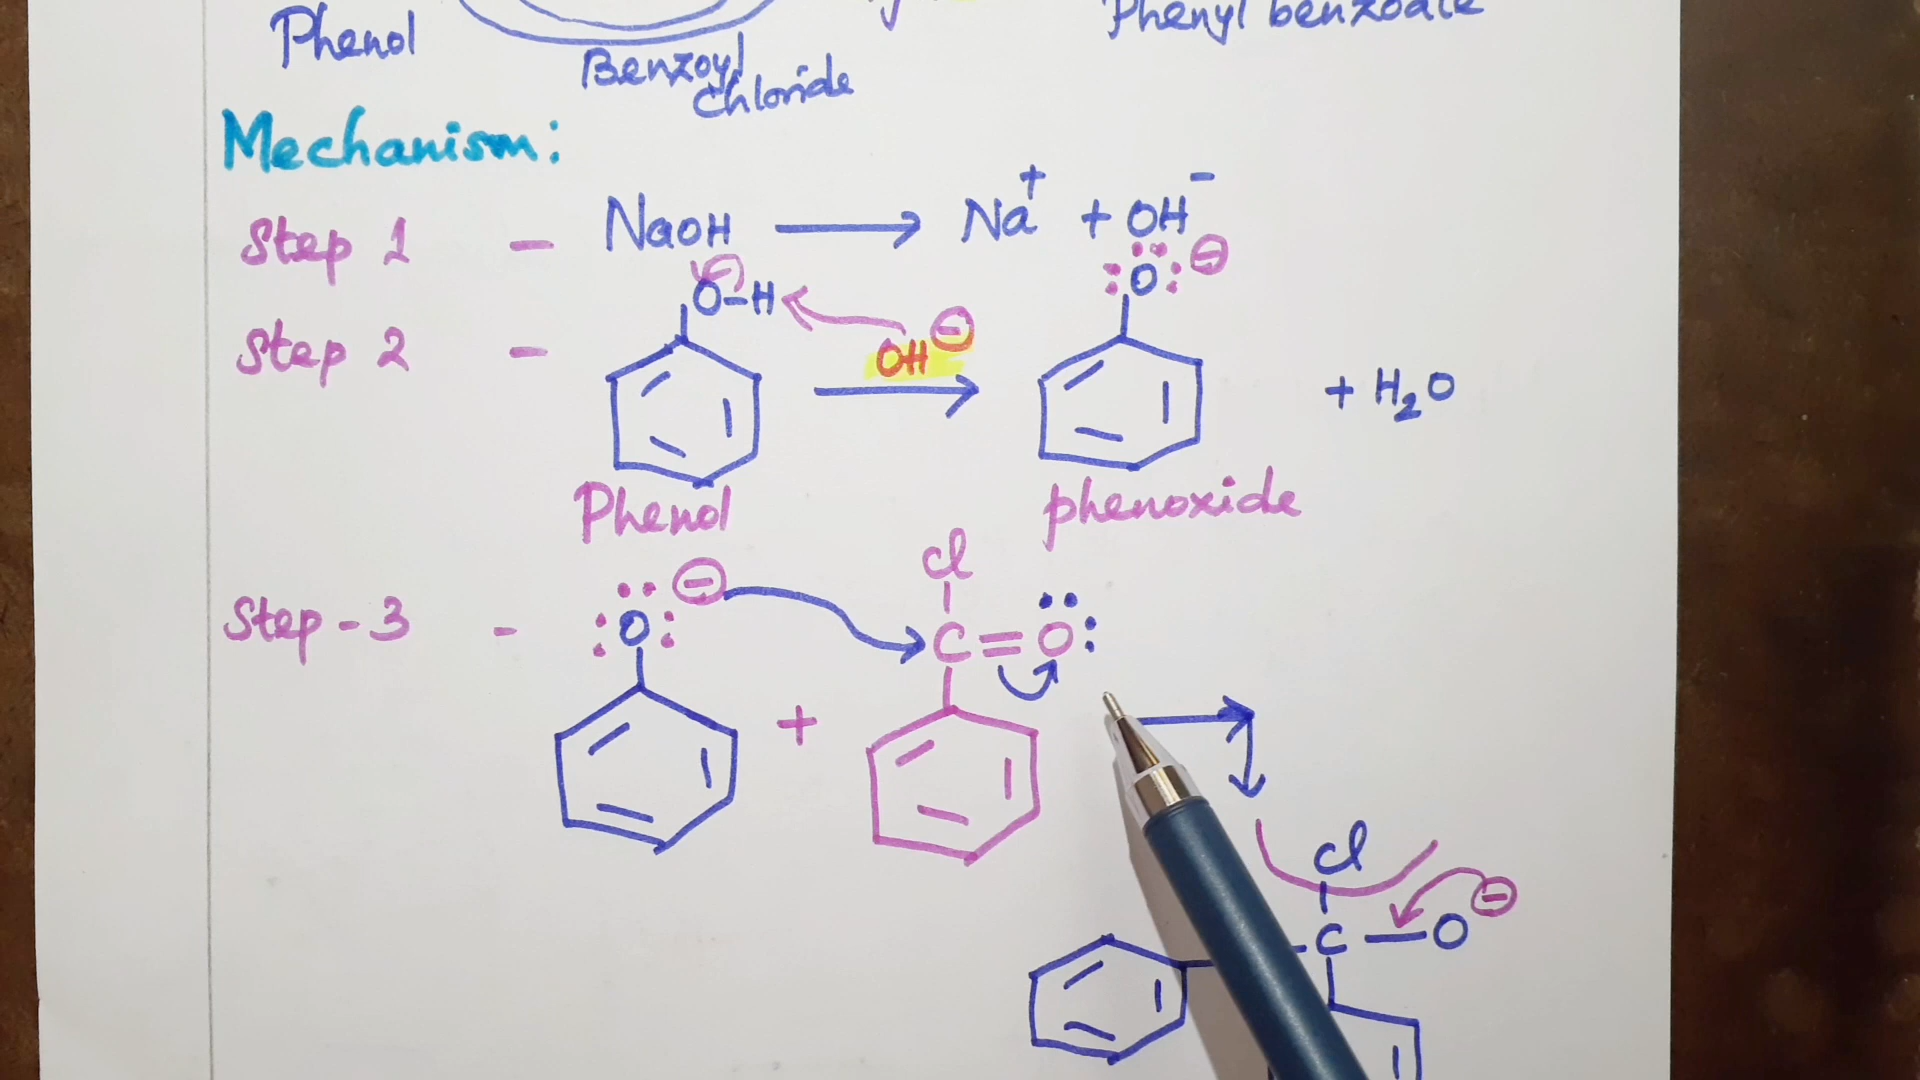 Phenol
Benzoyl chloride
Phenyl benzoate
Mechanism:
Step 1 - NaOH → Na⁺ + OH⁻
Step 2 - O-H OH⊖ → O⊖ + H₂O
Phenol
phenoxide
Step-3 - O⊖ + Cl C=O →
Cl
C—O⊖